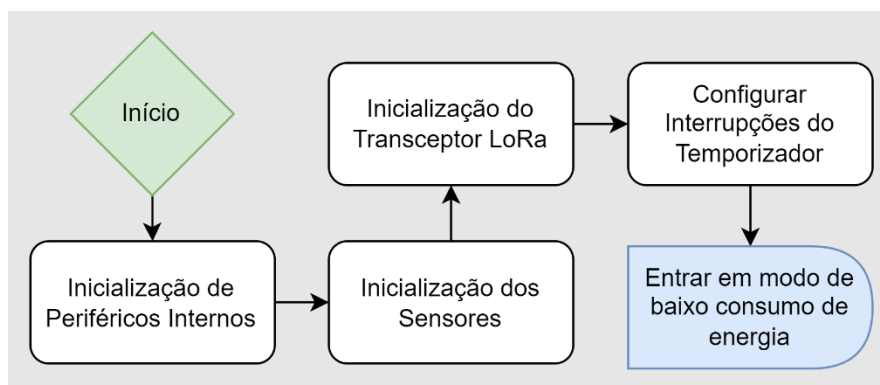 Início
Inicialização de
Periféricos Internos
Inicialização dos
Sensores
Inicialização do
Transceptor LoRa
Configurar
Interrupções do
Temporizador
Entrar em modo de
baixo consumo de
energia